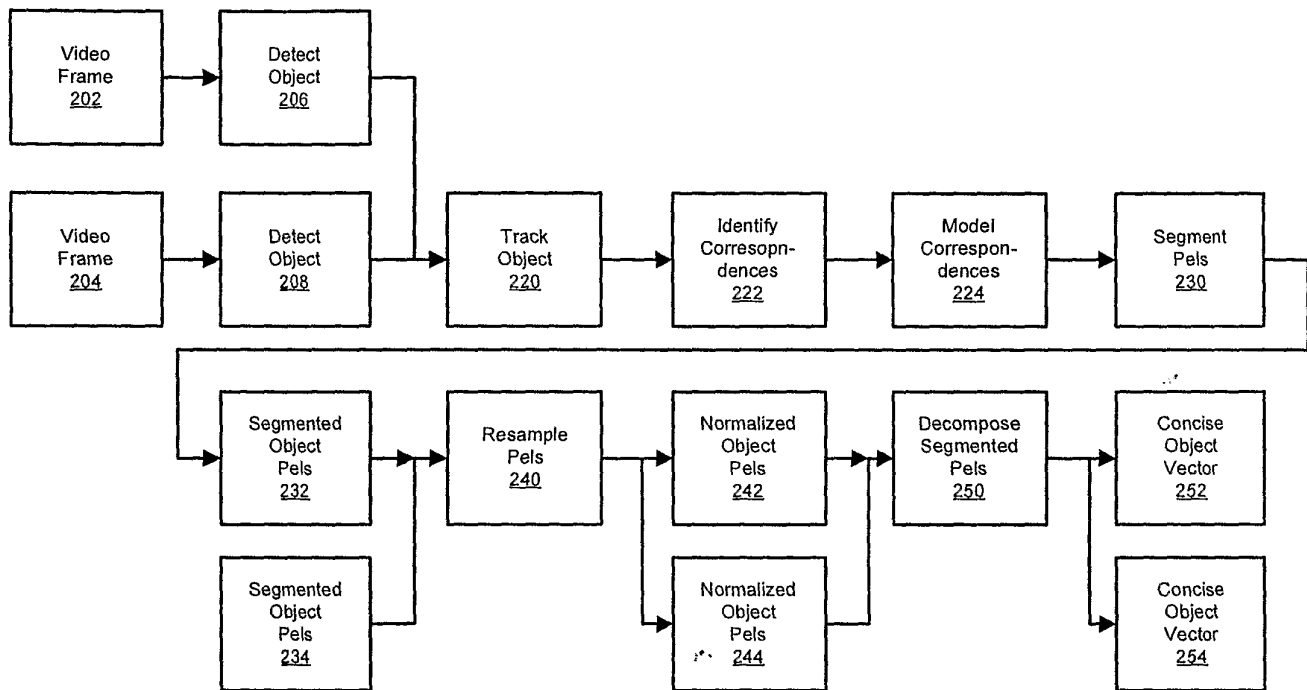 Video
Frame
202
Detect
Object
206
Video
Frame
204
Detect
Object
208
Track
Object
220
Identify
Corresopn-
dences
222
Model
Correspon-
dences
224
Segment
Pels
230
Segmented
Object
Pels
232
Resample
Pels
240
Normalized
Object
Pels
242
Decompose
Segmented
Pels
250
Concise
Object
Vector
252
Segmented
Object
Pels
234
Normalized
Object
Pels
244
Concise
Object
Vector
254